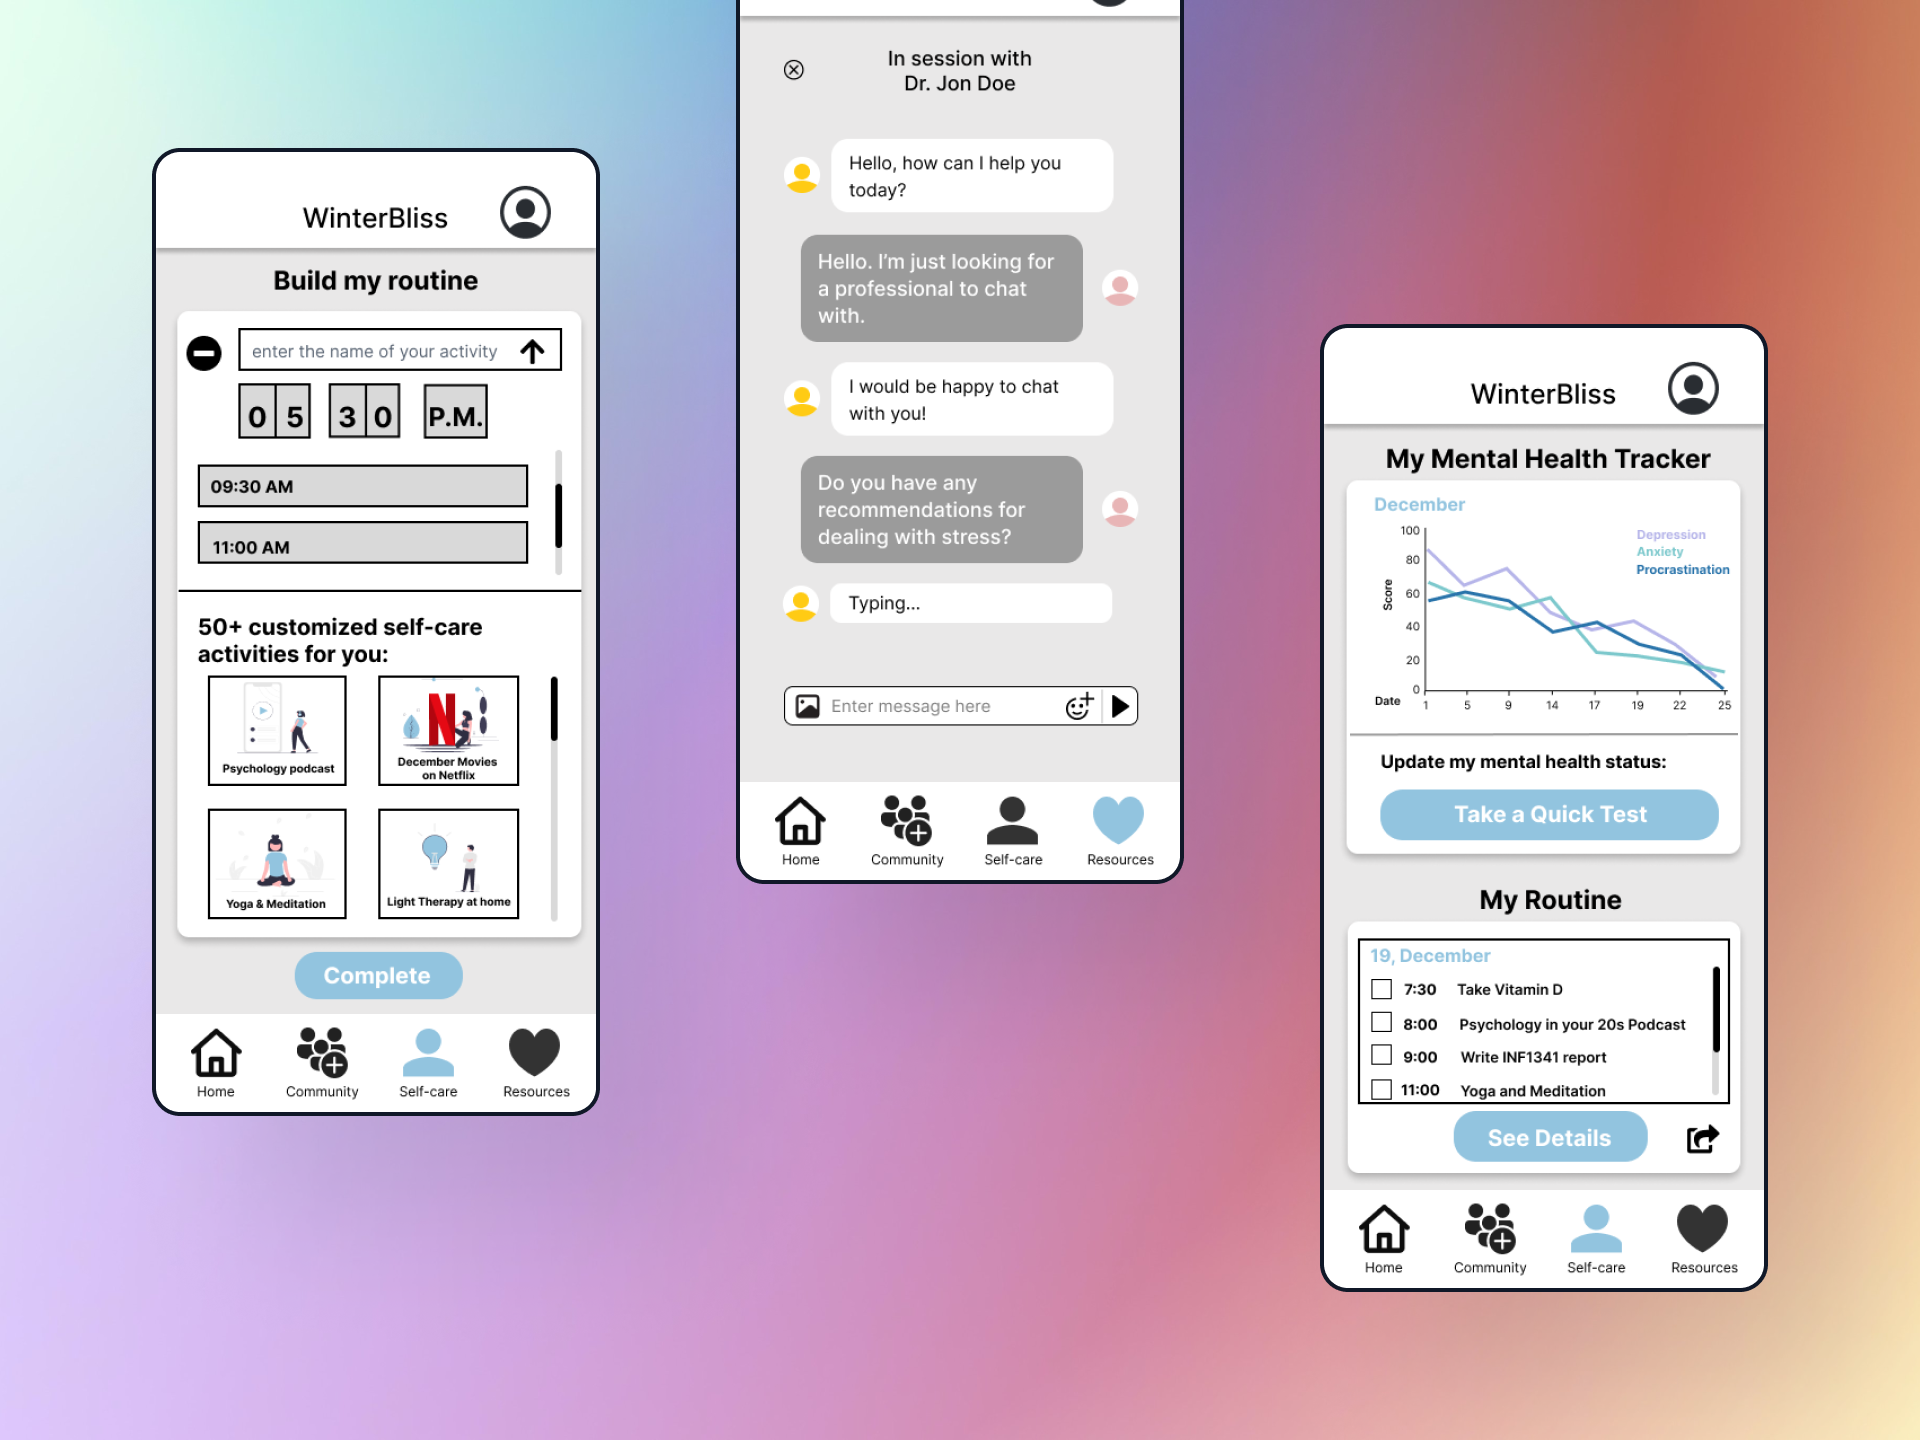 WinterBliss
Build my routine
enter the name of your activity
0 5 3 0 P.M.
09:30 AM
11:00 AM
50+ customized self-care
activities for you:
Psychology podcast
December Movies
on Netflix
N
Yoga & Meditation
Light Therapy at home
Complete
Home
Community
Self-care
Resources
In session with
Dr. Jon Doe
Hello, how can I help you
today?
Hello. I'm just looking for
a professional to chat
with.
I would be happy to chat
with you!
Do you have any
recommendations for
dealing with stress?
Typing...
Enter message here
Home
Community
Self-care
Resources
WinterBliss
My Mental Health Tracker
December
100
80
60
40
20
0
Score
Depression
Anxiety
Procrastination
Date
1 5 9 14 17 19 22 25
Update my mental health status:
Take a Quick Test
My Routine
19, December
7:30 Take Vitamin D
8:00 Psychology in your 20s Podcast
9:00 Write INF1341 report
11:00 Yoga and Meditation
See Details
Home
Community
Self-care
Resources